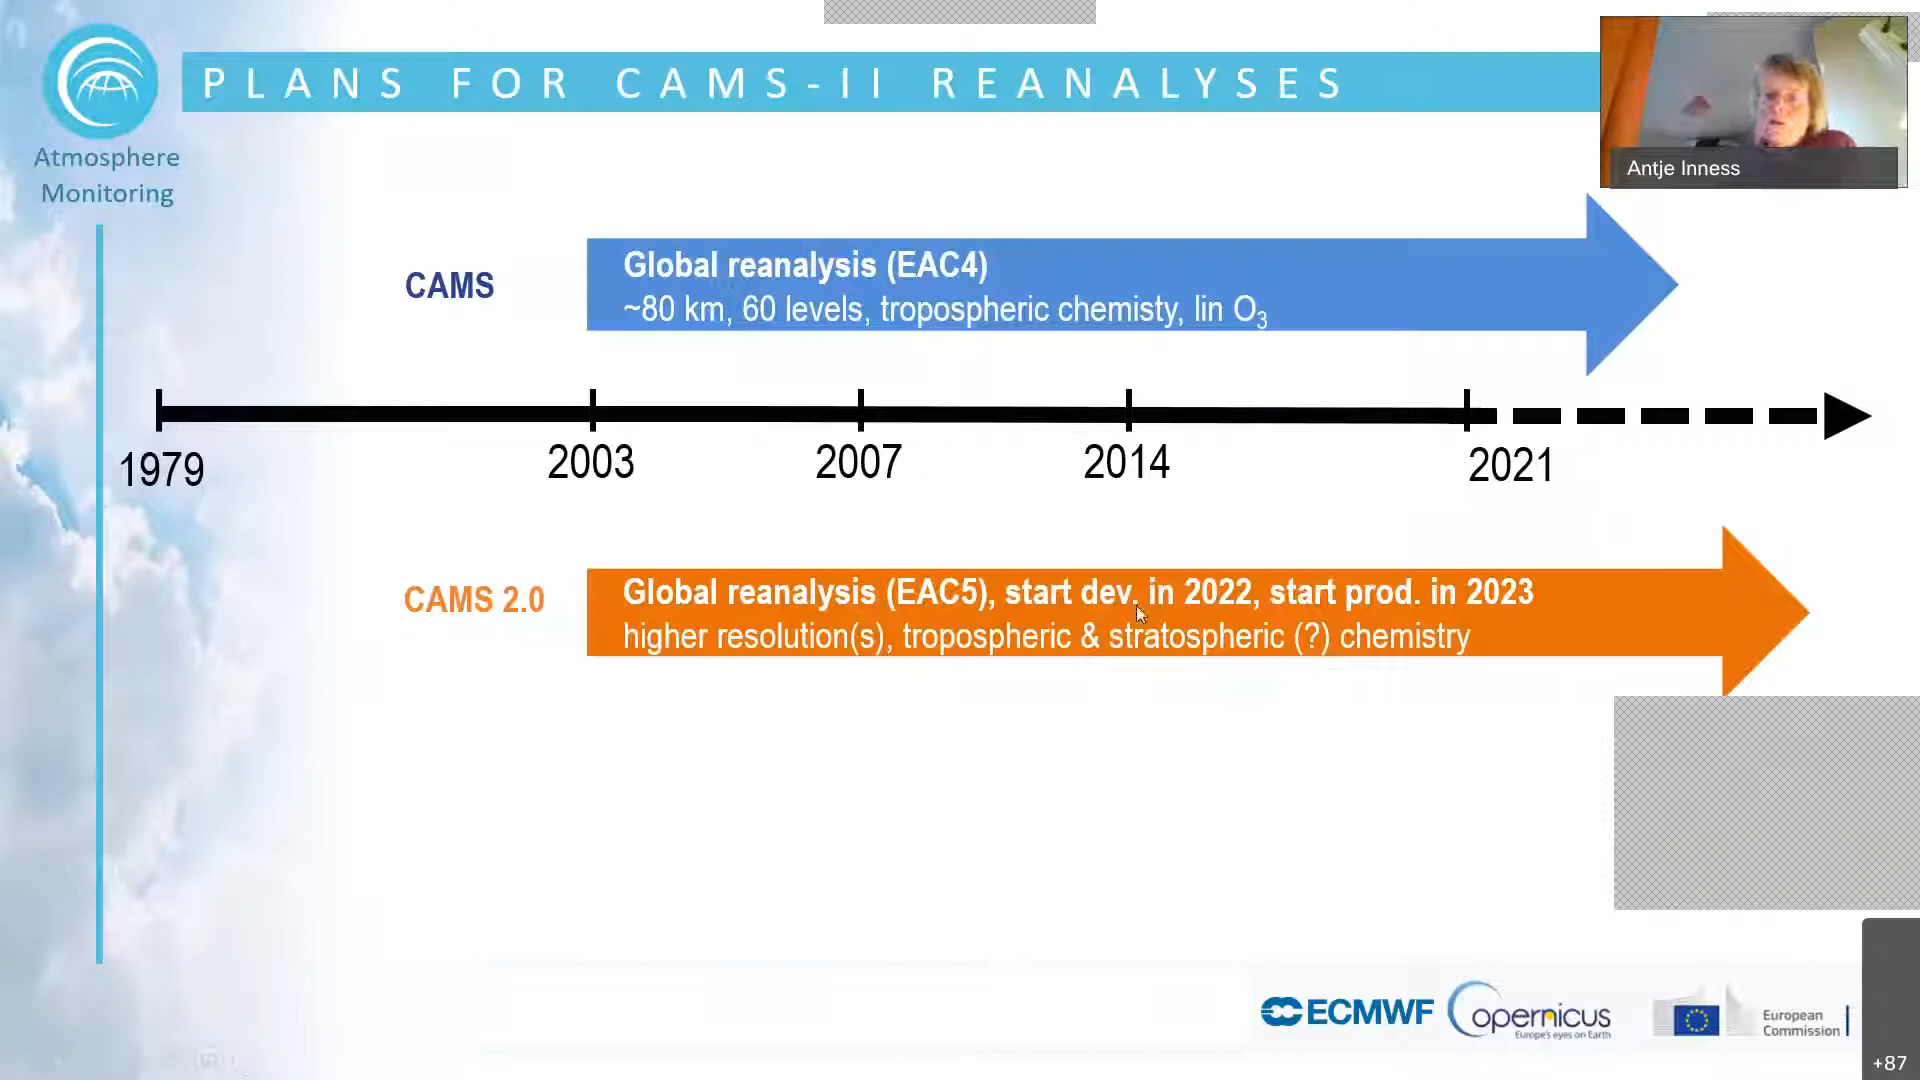 PLANS FOR CAMS-II REANALYSES
Atmosphere
Monitoring
Antje Inness
CAMS
Global reanalysis (EAC4)
~80 km, 60 levels, tropospheric chemisty, lin O₃
1979
2003
2007
2014
2021
CAMS 2.0
Global reanalysis (EAC5), start dev. in 2022, start prod. in 2023
higher resolution(s), tropospheric & stratospheric (?) chemistry
ECMWF
opernicus
Europe's eyes on Earth
European
Commission
+87